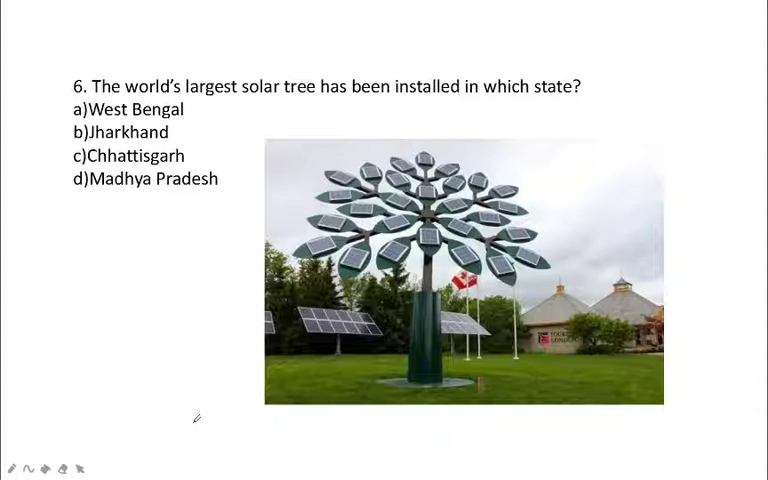 6. The world's largest solar tree has been installed in which state?
a)West Bengal
b)Jharkhand
c)Chhattisgarh
d)Madhya Pradesh